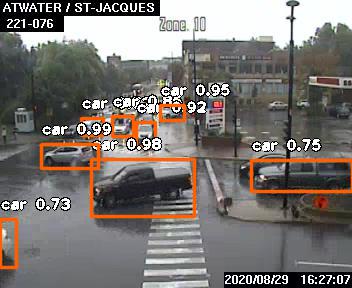 ATWATER / ST-JACQUES
221-076
Zone. 10
car 0.95
car 0.92
car 0.99
car 0.98
car 0.75
car 0.73
2020/08/29 16:27:07